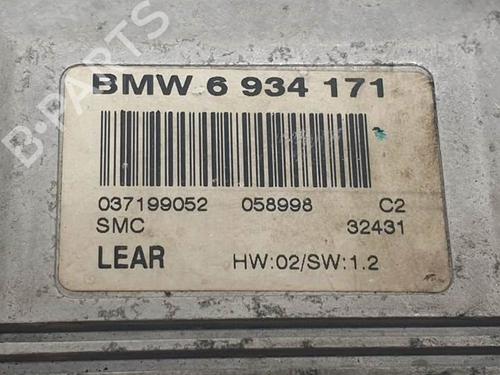 B-PARTS
BMW 6 934 171
037199052 058998 C2
SMC 32431
LEAR HW:02/SW:1.2